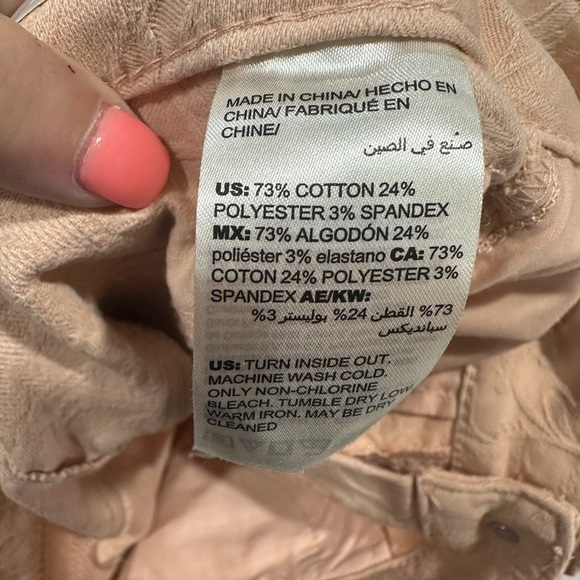 MADE IN CHINA/ HECHO EN
CHINA/ FABRIQUÉ EN
CHINE/
صنع في الصين
US: 73% COTTON 24%
POLYESTER 3% SPANDEX
MX: 73% ALGODÓN 24%
poliéster 3% elastano CA: 73%
COTON 24% POLYESTER 3%
SPANDEX AE/KW:
73% القطن 24% بوليستر 3%
سباندیکس
US: TURN INSIDE OUT.
MACHINE WASH COLD.
ONLY NON-CHLORINE
BLEACH. TUMBLE DRY LOW.
WARM IRON. MAY BE DRY
CLEANED